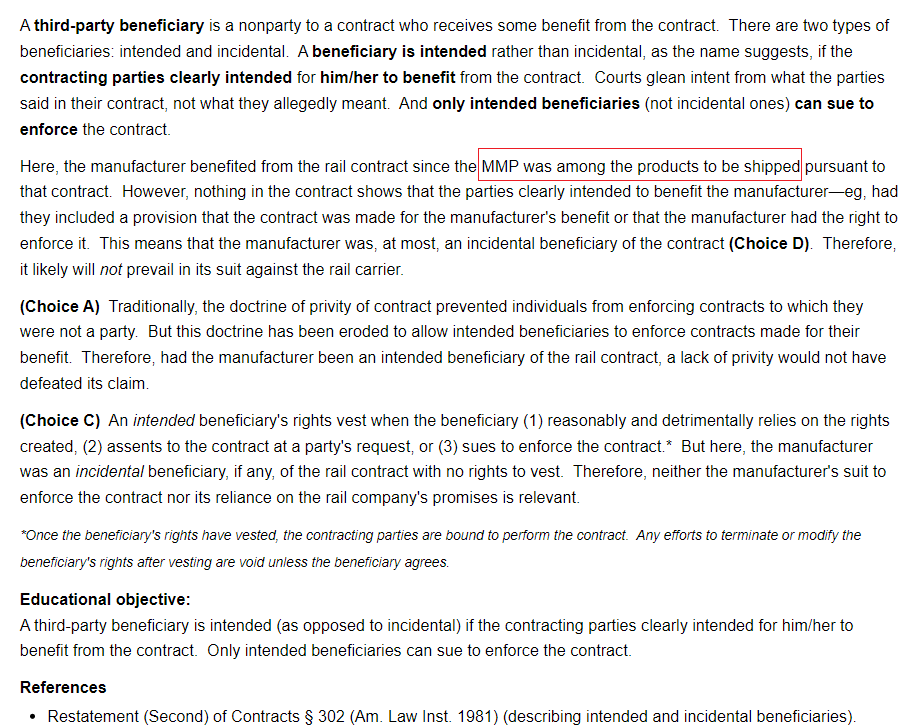 A third-party beneficiary is a nonparty to a contract who receives some benefit from the contract. There are two types of
beneficiaries: intended and incidental. A beneficiary is intended rather than incidental, as the name suggests, if the
contracting parties clearly intended for him/her to benefit from the contract. Courts glean intent from what the parties
said in their contract, not what they allegedly meant. And only intended beneficiaries (not incidental ones) can sue to
enforce the contract.
Here, the manufacturer benefited from the rail contract since the MMP was among the products to be shipped pursuant to
that contract. However, nothing in the contract shows that the parties clearly intended to benefit the manufacturer—eg, had
they included a provision that the contract was made for the manufacturer's benefit or that the manufacturer had the right to
enforce it. This means that the manufacturer was, at most, an incidental beneficiary of the contract (Choice D). Therefore,
it likely will not prevail in its suit against the rail carrier.
(Choice A) Traditionally, the doctrine of privity of contract prevented individuals from enforcing contracts to which they
were not a party. But this doctrine has been eroded to allow intended beneficiaries to enforce contracts made for their
benefit. Therefore, had the manufacturer been an intended beneficiary of the rail contract, a lack of privity would not have
defeated its claim.
(Choice C) An intended beneficiary's rights vest when the beneficiary (1) reasonably and detrimentally relies on the rights
created, (2) assents to the contract at a party's request, or (3) sues to enforce the contract.* But here, the manufacturer
was an incidental beneficiary, if any, of the rail contract with no rights to vest. Therefore, neither the manufacturer's suit to
enforce the contract nor its reliance on the rail company's promises is relevant.
*Once the beneficiary's rights have vested, the contracting parties are bound to perform the contract. Any efforts to terminate or modify the
beneficiary's rights after vesting are void unless the beneficiary agrees.
Educational objective:
A third-party beneficiary is intended (as opposed to incidental) if the contracting parties clearly intended for him/her to
benefit from the contract. Only intended beneficiaries can sue to enforce the contract.
References
• Restatement (Second) of Contracts § 302 (Am. Law Inst. 1981) (describing intended and incidental beneficiaries).